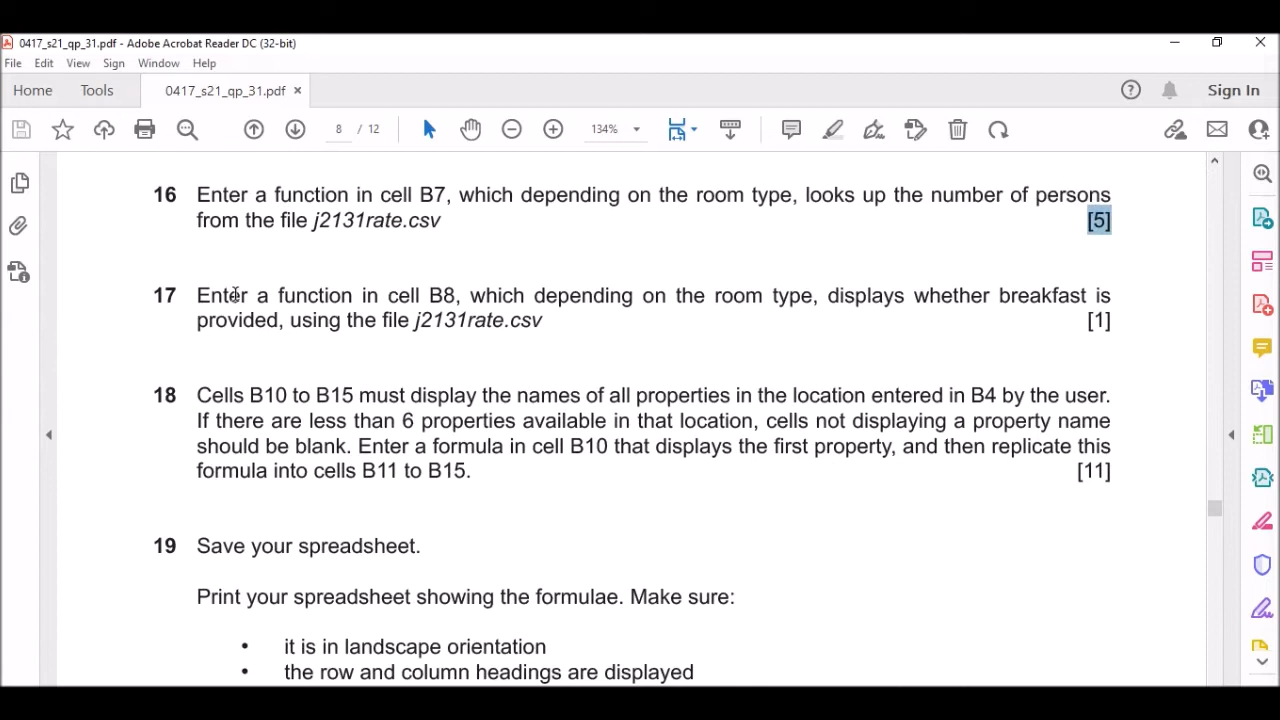 0417_s21_qp_31.pdf - Adobe Acrobat Reader DC (32-bit)
File Edit View Sign Window Help
Home Tools 0417_s21_qp_31.pdf × Sign In
8 / 12 134%
16 Enter a function in cell B7, which depending on the room type, looks up the number of persons
from the file j2131rate.csv [5]
17 Enter a function in cell B8, which depending on the room type, displays whether breakfast is
provided, using the file j2131rate.csv [1]
18 Cells B10 to B15 must display the names of all properties in the location entered in B4 by the user.
If there are less than 6 properties available in that location, cells not displaying a property name
should be blank. Enter a formula in cell B10 that displays the first property, and then replicate this
formula into cells B11 to B15. [11]
19 Save your spreadsheet.
Print your spreadsheet showing the formulae. Make sure:
• it is in landscape orientation
• the row and column headings are displayed